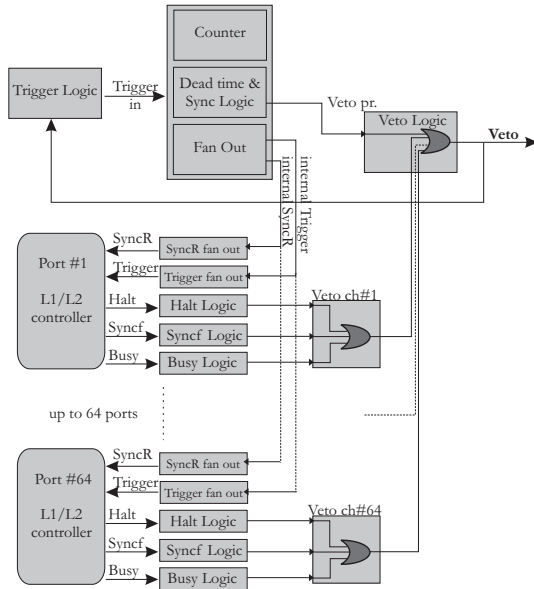 Counter
Trigger Logic
Trigger
in
Dead time &
Sync Logic
Fan Out
Veto pr.
Veto Logic
Veto
internal SyncR
internal Trigger
Port #1
L1/L2
controller
SyncR
Trigger
Halt
Syncf
Busy
SyncR fan out
Trigger fan out
Halt Logic
Syncf Logic
Busy Logic
Veto ch#1
up to 64 ports
Port #64
L1/L2
controller
SyncR
Trigger
Halt
Syncf
Busy
SyncR fan out
Trigger fan out
Halt Logic
Syncf Logic
Busy Logic
Veto ch#64